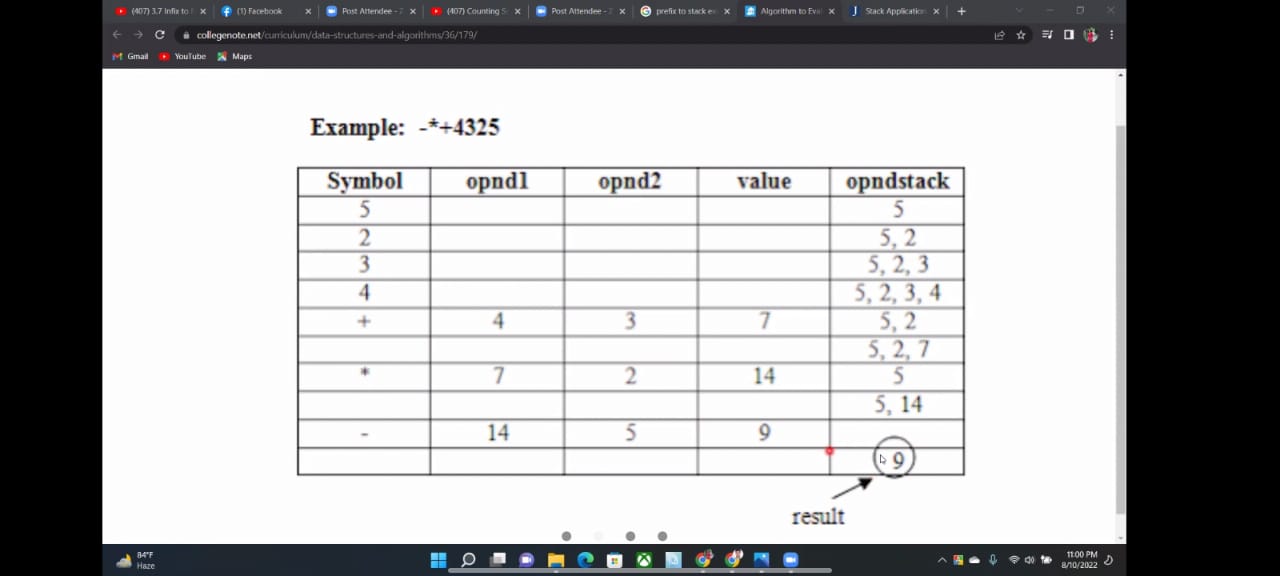 (407) 3.7 Infix to
(1) Facebook
Post Attendee - Z
(407) Counting S
Post Attendee - Z
prefix to stack ex
Algorithm to Eval
Stack Application
collegenote.net/curriculum/data-structures-and-algorithms/36/179/
Gmail YouTube Maps
Example: -*+4325
Symbol opnd1 opnd2 value opndstack
5 5
2 5, 2
3 5, 2, 3
4 5, 2, 3, 4
+ 4 3 7 5, 2
5, 2, 7
* 7 2 14 5
5, 14
- 14 5 9
9
result
84°F
Haze
11:00 PM
8/10/2022